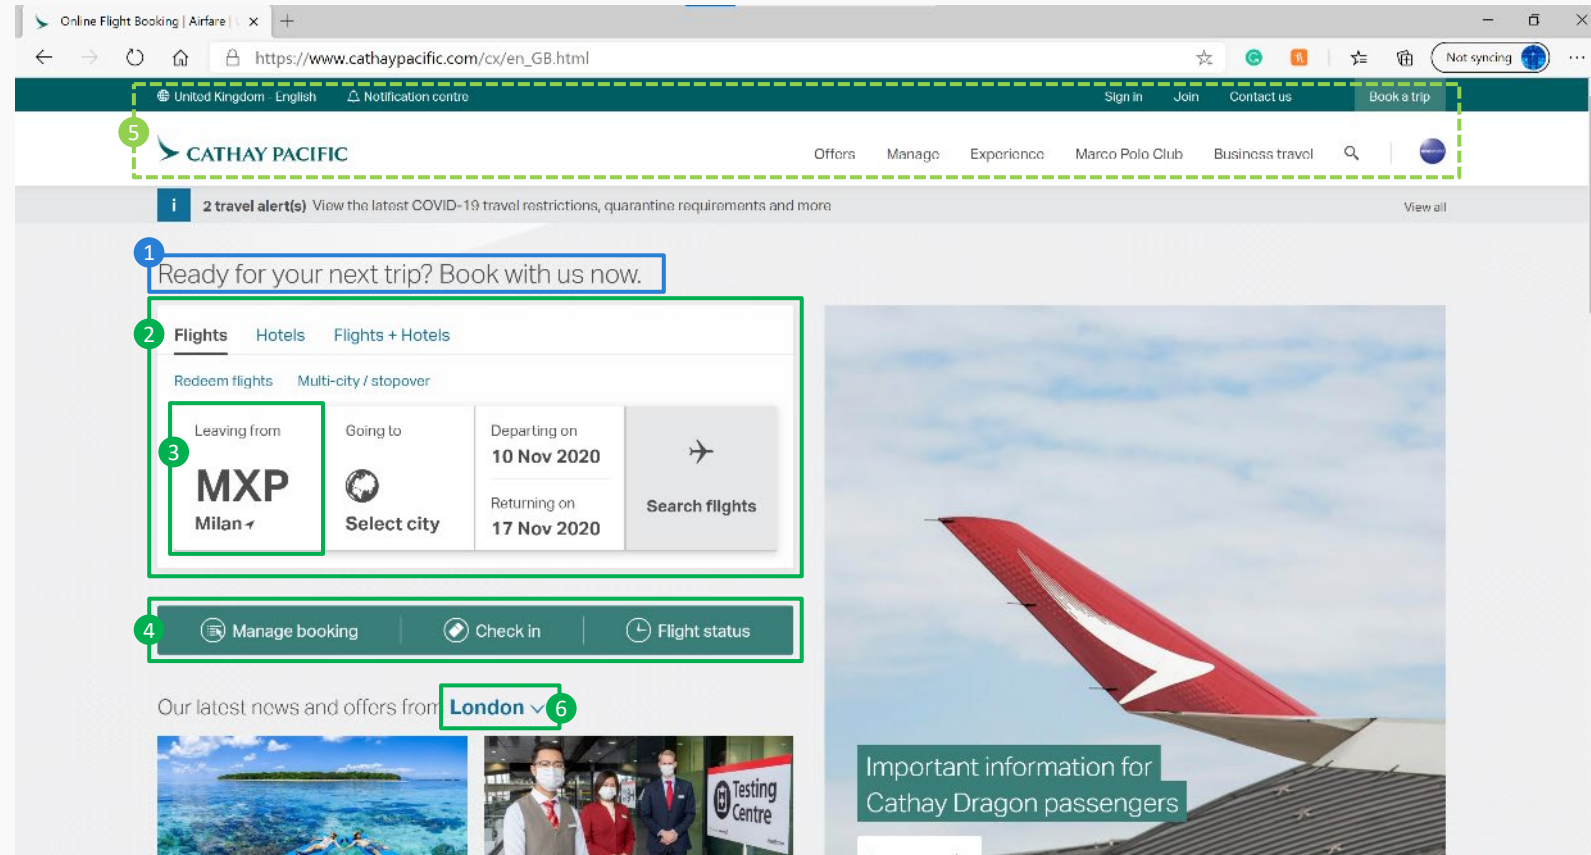 Online Flight Booking | Airfare |
https://www.cathaypacific.com/cx/en_GB.html
Not syncing
United Kingdom - English
Notification centre
Sign in
Join
Contact us
Book a trip
5
CATHAY PACIFIC
Offers
Manage
Experience
Marco Polo Club
Business travel
i
2 travel alert(s) View the latest COVID-19 travel restrictions, quarantine requirements and more
View all
1
Ready for your next trip? Book with us now.
2
Flights
Hotels
Flights + Hotels
Redeem flights
Multi-city / stopover
3
Leaving from
MXP
Milan
Going to
Select city
Departing on
10 Nov 2020
Returning on
17 Nov 2020
Search flights
4
Manage booking
Check in
Flight status
Our latest news and offers from London
6
Testing
Centre
Important information for
Cathay Dragon passengers